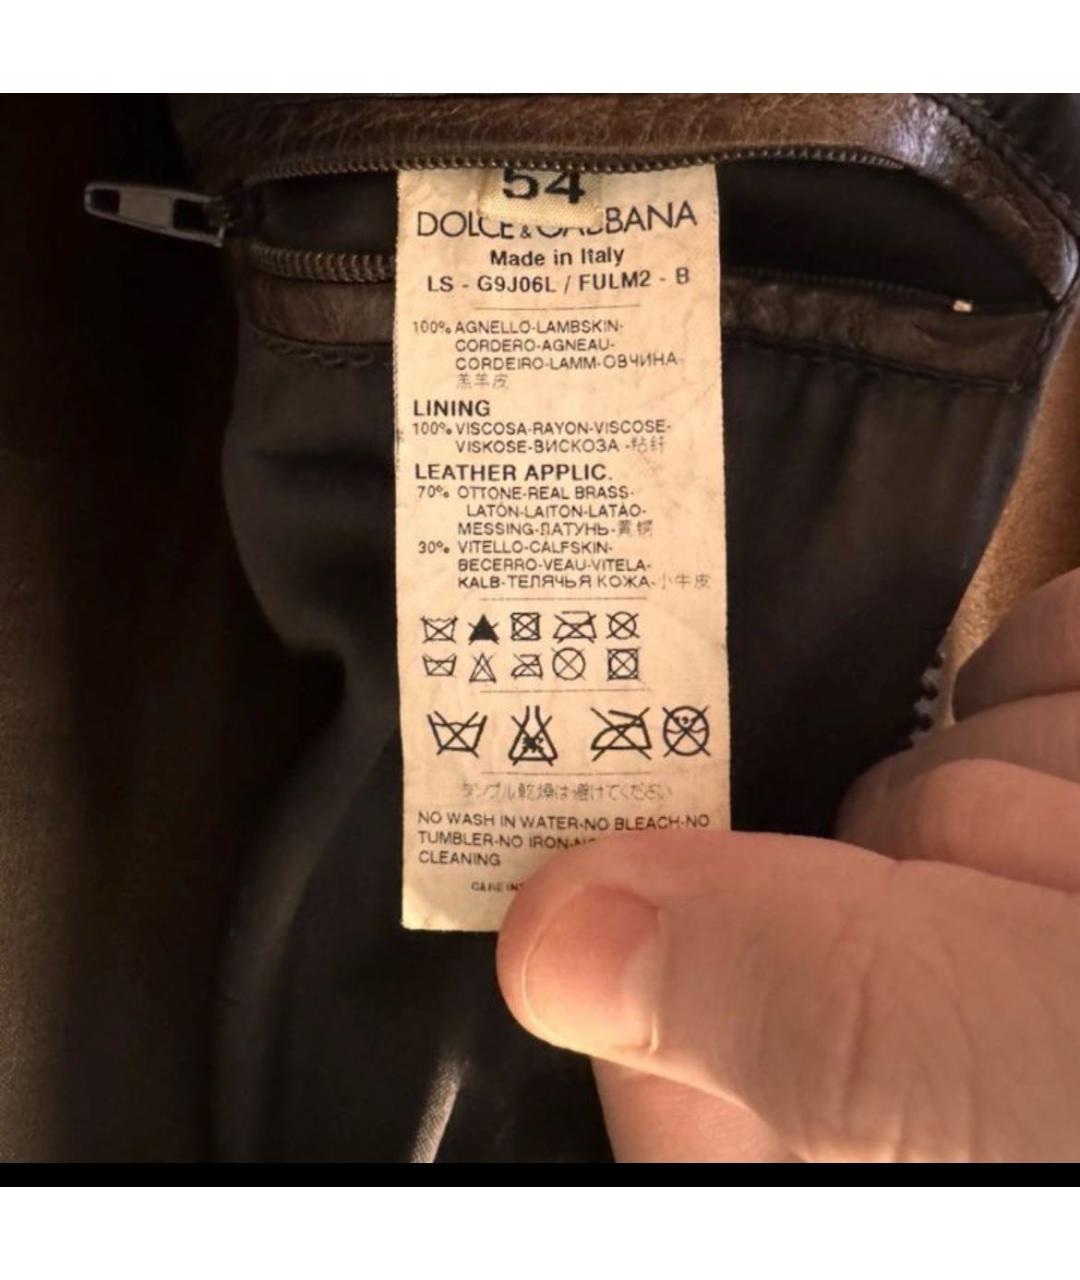 54
DOLCE & GABBANA
Made in Italy
LS - G9J06L / FULM2 - B
100% AGNELLO-LAMBSKIN-
CORDERO-AGNEAU-
CORDEIRO-LAMM-ОВЧИНА-
羔羊皮
LINING
100% VISCOSA-RAYON-VISCOSE-
VISKOSE-ВИСКОЗА -粘纤
LEATHER APPLIC.
70% OTTONE-REAL BRASS-
LATÓN-LAITON-LATÃO-
MESSING-ЛАТУНЬ-黄铜
30% VITELLO-CALFSKIN-
BECERRO-VEAU-VITELA-
KALB-ТЕЛЯЧЬЯ КОЖА-小牛皮
タンブル乾燥は避けてください
NO WASH IN WATER-NO BLEACH-NO
TUMBLER-NO IRON-
CLEANING
CARE